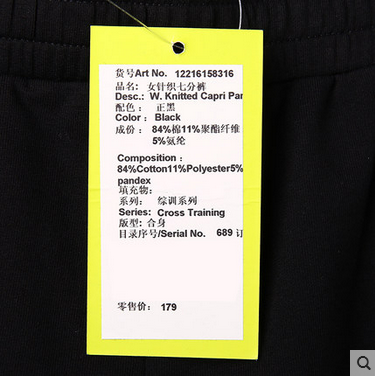 货号Art No. 12216158316
品名: 女针织七分裤
Desc.: W. Knitted Capri Pan
配色 : 正黑
Color : Black
成份 : 84%棉11%聚酯纤维
5%氨纶
Composition :
84%Cotton11%Polyester5%
pandex
填充物:
系列: 综训系列
Series: Cross Training
版型: 合身
目录序号/Serial No. 689 订
零售价: 179